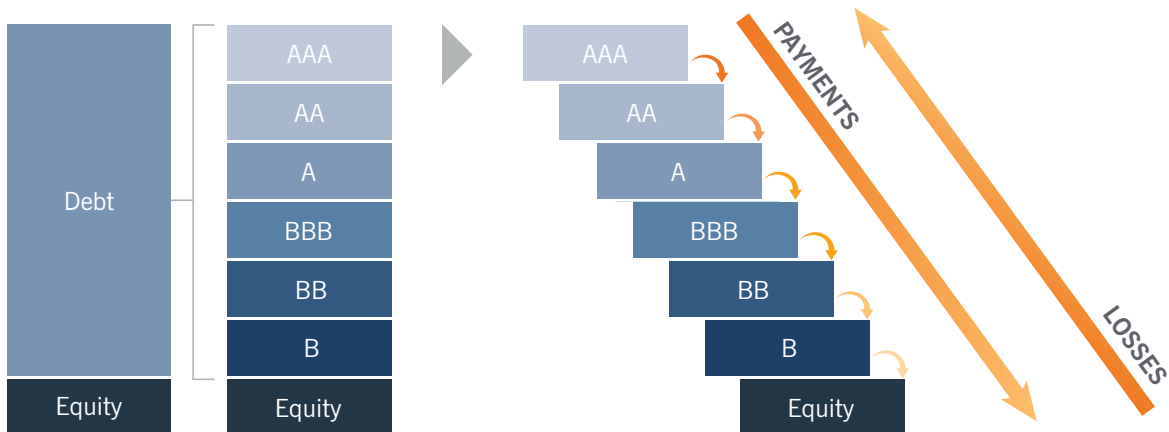 Debt
Equity
AAA
AA
A
BBB
BB
B
Equity
AAA
AA
A
BBB
BB
B
Equity
PAYMENTS
LOSSES